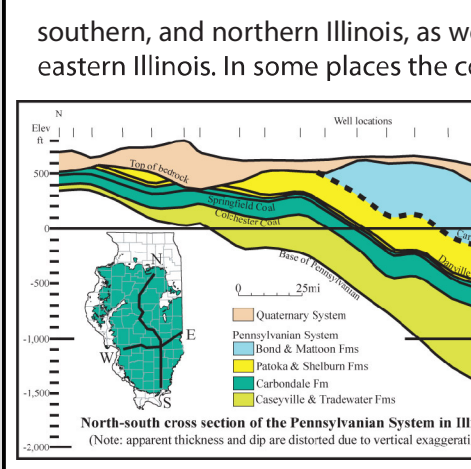 southern, and northern Illinois, as we
eastern Illinois. In some places the c
N
Elev
ft
Well locations
500
0
-500
-1,000
-1,500
-2,000
Top of bedrock
Springfield Coal
Colchester Coal
Base of Pennsylvanian
Danville
Car
N
E
W
S
0 25mi
Quaternary System
Pennsylvanian System
Bond & Mattoon Fms
Patoka & Shelburn Fms
Carbondale Fm
Caseyville & Tradewater Fms
North-south cross section of the Pennsylvanian System in Ill
(Note: apparent thickness and dip are distorted due to vertical exaggerati